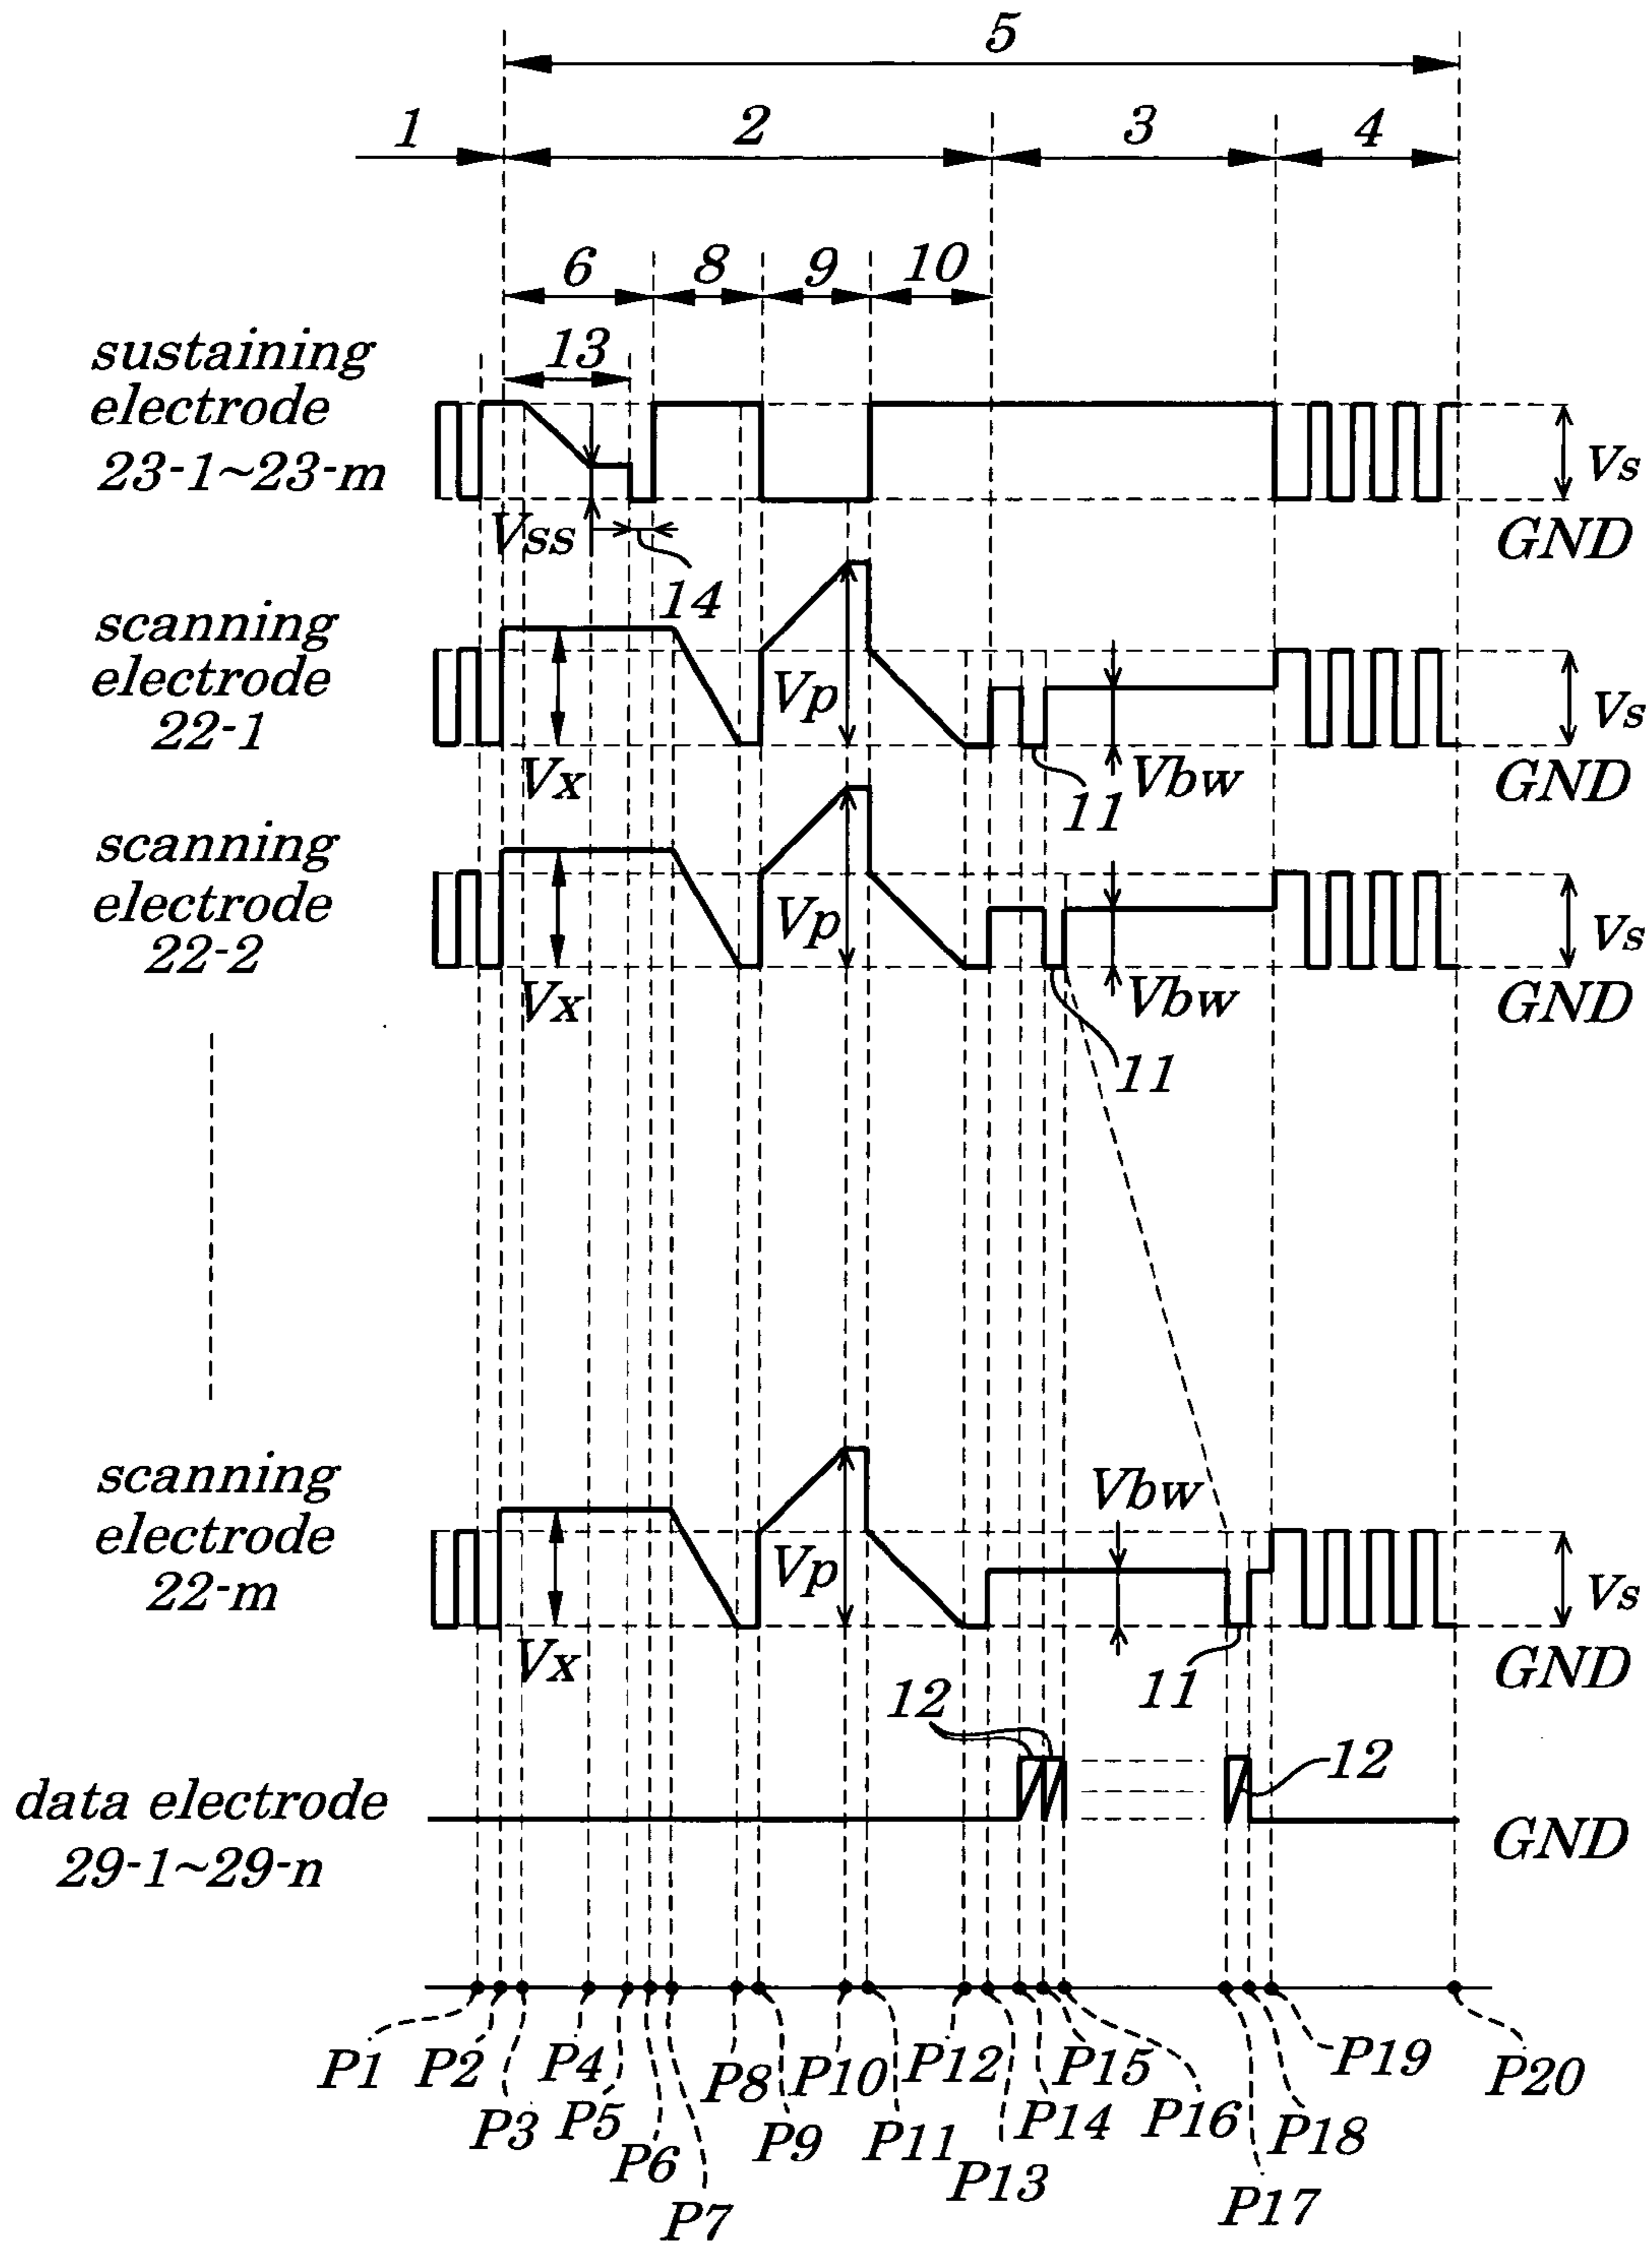 5
1 2 3 4
6 8 9 10
13
sustaining
electrode
23-1~23-m
Vs
Vss
GND
14
scanning
electrode
22-1
Vp
Vs
Vx
11
Vbw
GND
scanning
electrode
22-2
Vp
Vs
Vx
Vbw
GND
11
scanning
electrode
22-m
Vbw
Vp
Vs
Vx
11
GND
12
12
data electrode
29-1~29-n
GND
P1 P2 P4 P8 P10 P12 P15 P19 P20
P3 P5 P6 P9 P11 P14 P16 P18
P7 P13 P17